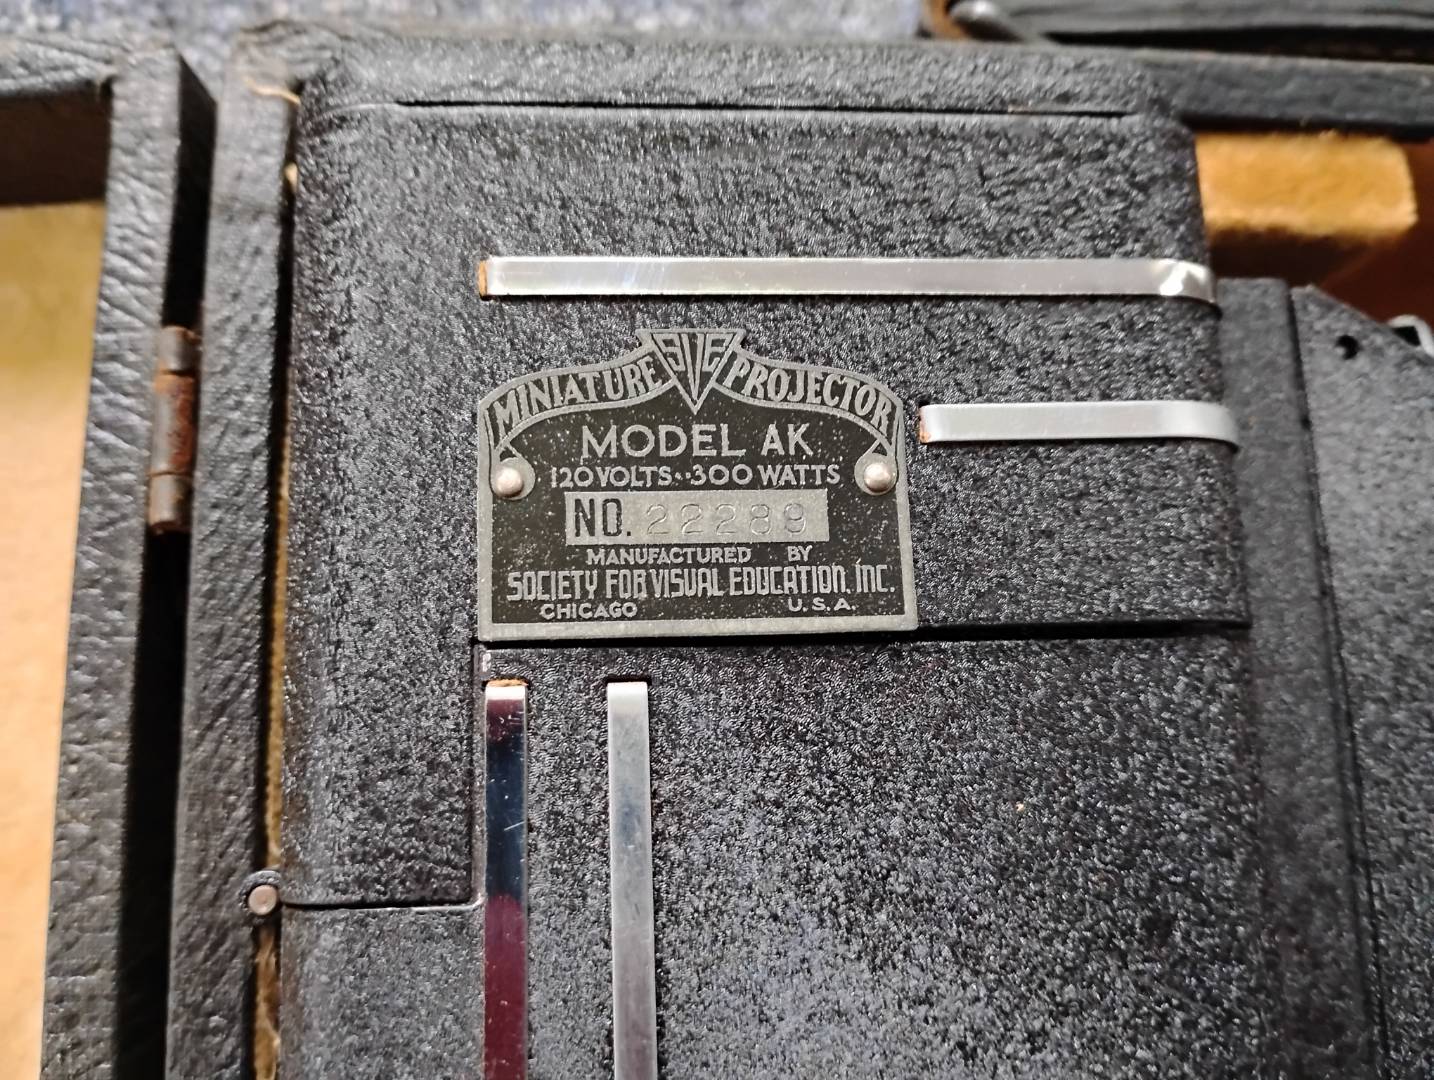 MINIATURE SVE PROJECTOR
MODEL AK
120 VOLTS··300 WATTS
NO. 22289
MANUFACTURED BY
SOCIETY FOR VISUAL EDUCATION, INC.
CHICAGO U.S.A.